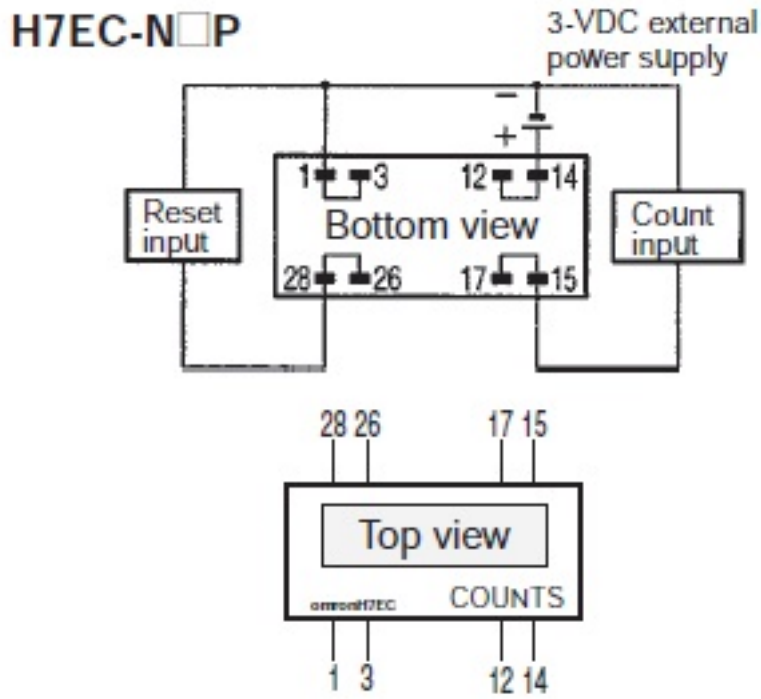 H7EC-N□P
3-VDC external
power supply
− 
+
1 3 12 14
Reset
input
Bottom view
Count
input
28 26 17 15
28 26 17 15
Top view
omronH7EC COUNTS
1 3 12 14